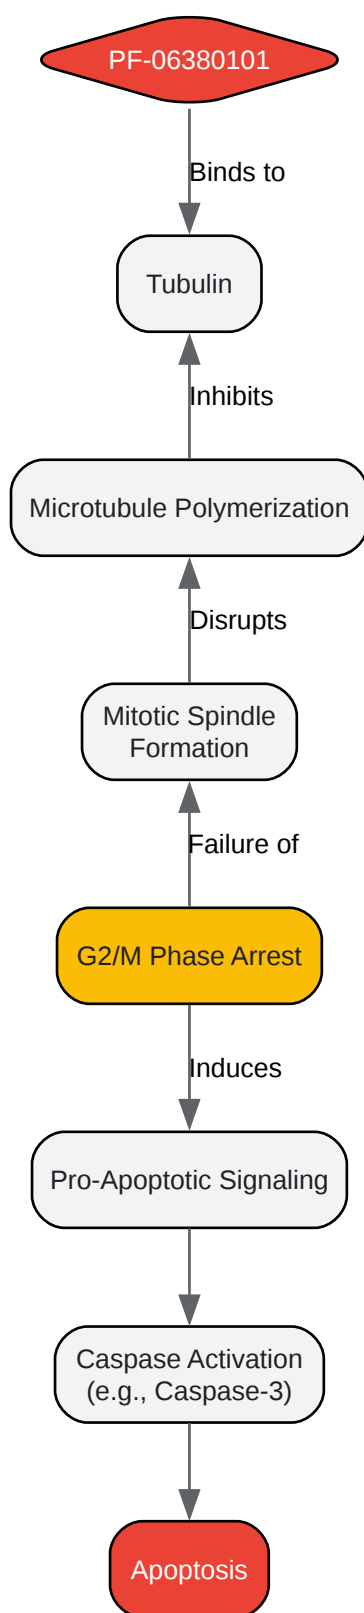 PF-06380101
Binds to
Tubulin
Inhibits
Microtubule Polymerization
Disrupts
Mitotic Spindle
Formation
Failure of
G2/M Phase Arrest
Induces
Pro-Apoptotic Signaling
Caspase Activation
(e.g., Caspase-3)
Apoptosis